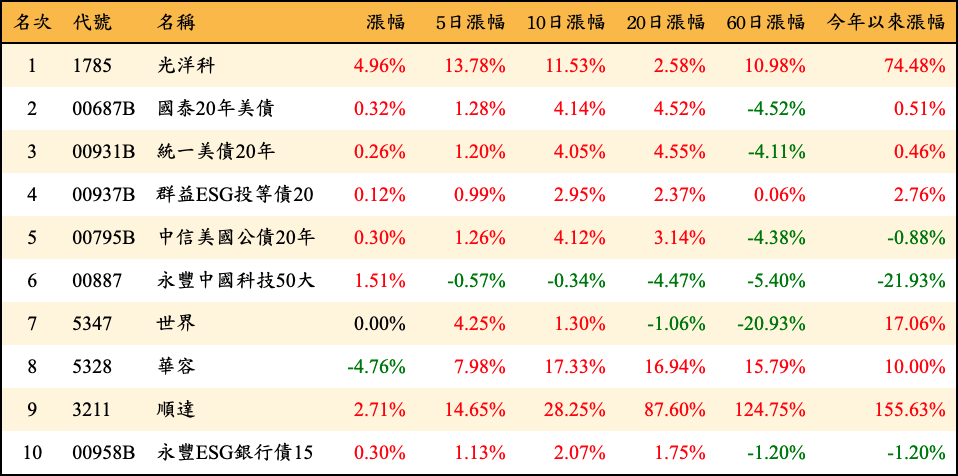 名次 代號 名稱 漲幅 5日漲幅 10日漲幅 20日漲幅 60日漲幅 今年以來漲幅
1 1785 光洋科 4.96% 13.78% 11.53% 2.58% 10.98% 74.48%
2 00687B 國泰20年美債 0.32% 1.28% 4.14% 4.52% -4.52% 0.51%
3 00931B 統一美債20年 0.26% 1.20% 4.05% 4.55% -4.11% 0.46%
4 00937B 群益ESG投等債20 0.12% 0.99% 2.95% 2.37% 0.06% 2.76%
5 00795B 中信美國公債20年 0.30% 1.26% 4.12% 3.14% -4.38% -0.88%
6 00887 永豐中國科技50大 1.51% -0.57% -0.34% -4.47% -5.40% -21.93%
7 5347 世界 0.00% 4.25% 1.30% -1.06% -20.93% 17.06%
8 5328 華容 -4.76% 7.98% 17.33% 16.94% 15.79% 10.00%
9 3211 順達 2.71% 14.65% 28.25% 87.60% 124.75% 155.63%
10 00958B 永豐ESG銀行債15 0.30% 1.13% 2.07% 1.75% -1.20% -1.20%